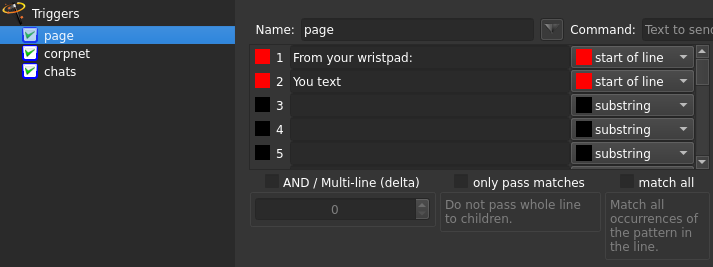 Triggers
page
corpnet
chats
Name: page Command: Text to send
1 From your wristpad: start of line
2 You text start of line
3 substring
4 substring
5 substring
AND / Multi-line (delta) only pass matches match all
0
Do not pass whole line
to children.
Match all
occurrences of
the pattern in
the line.